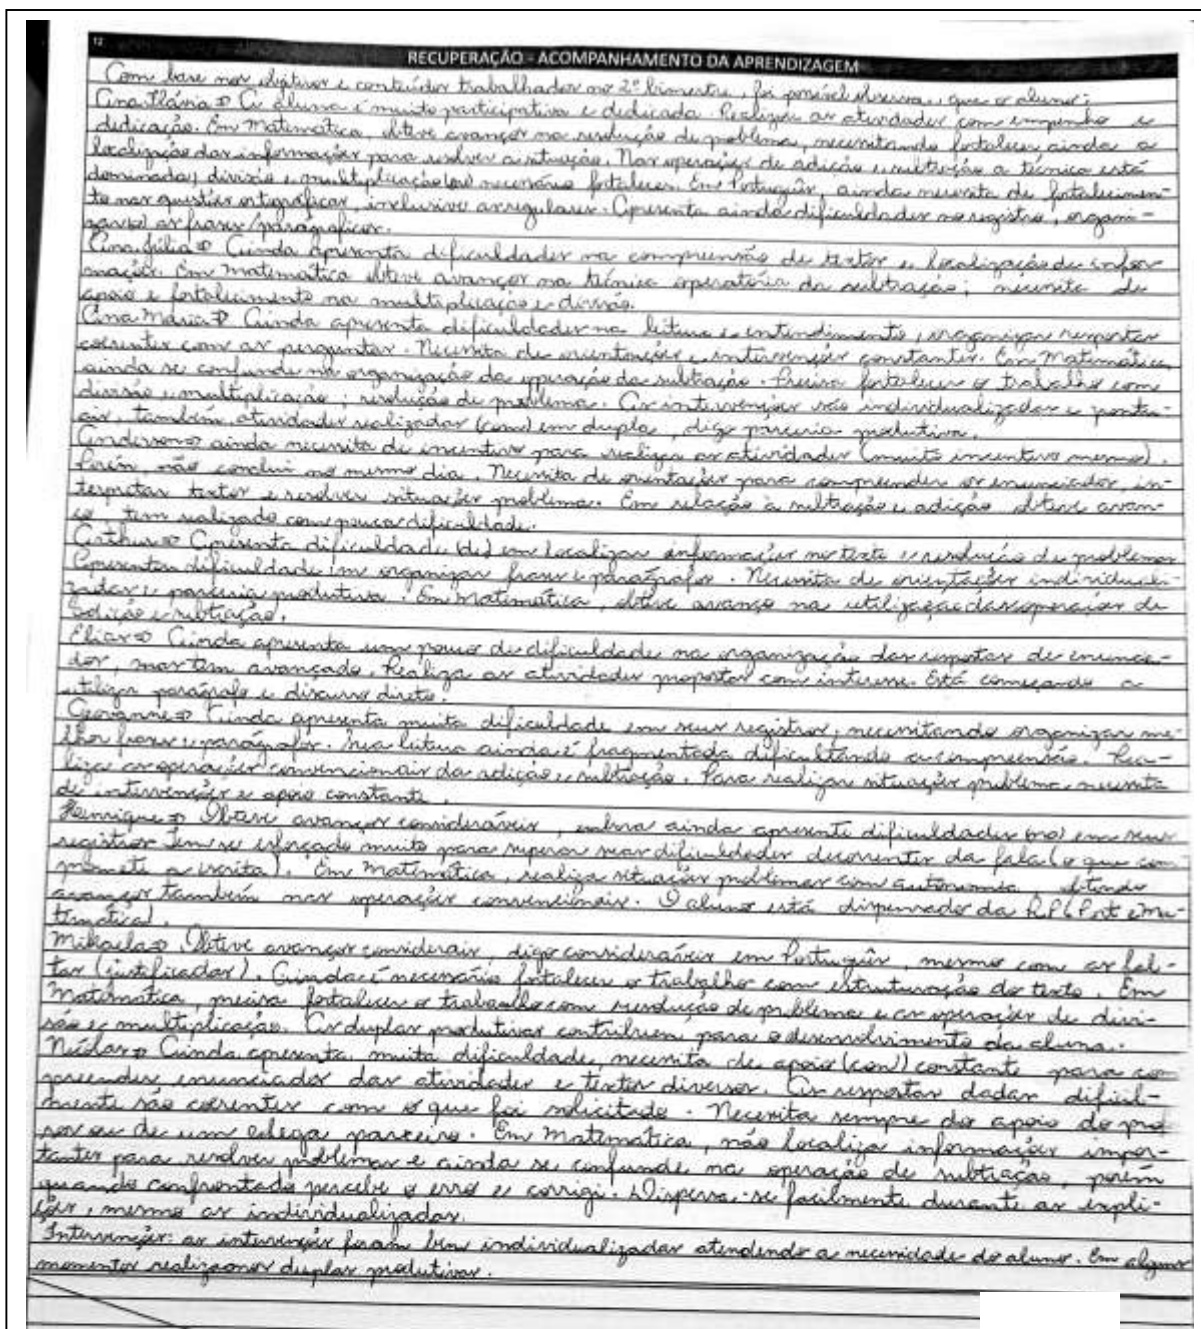 12
RECUPERAÇÃO - ACOMPANHAMENTO DA APRENDIZAGEM
Com base nos objetivos e conteúdos trabalhados no 2º bimestre, foi possível observar que os alunos:
Ana Flávia ⇒ A aluna é muito participativa e dedicada. Realiza as atividades com empenho e
dedicação. Em Matemática, obteve avanços na resolução de problema, necessitando fortalecer ainda a
localização das informações para resolver a situação. Nas operações de adição e subtração a técnica está
dominada; divisão e multiplicação (as) necessário fortalecer. Em Português, ainda necessita de fortalecimen-
to nas questões ortográficas, inclusive as regulares. Apresenta ainda dificuldades no registro, organi-
zar as frases/parágrafos.
Ana Júlia ⇒ Ainda apresenta dificuldades na compreensão de textos e localização de infor
mações. Em Matemática obteve avanços na técnica operatória da subtração; necessita de
apoio e fortalecimento na multiplicação e divisão.
Ana Maria ⇒ Ainda apresenta dificuldades na leitura e entendimento, organizar respostas
coerentes com as perguntas. Necessita de orientações e intervenções constantes. Em Matemática,
ainda se confunde na organização da operação da subtração. Precisa fortalecer o trabalho com
divisão e multiplicação; resolução de problema. As intervenções são individualizadas e pontu-
ais, também, atividades realizadas (com) em dupla, digo parceria produtiva.
Anderson ⇒ ainda necessita de incentivo para realizar as atividades (muito incentivo mesmo).
Porém, não conclui no mesmo dia. Necessita de orientações para compreender os enunciados, in-
terpretar textos e resolver situações problema. Em relação à subtração e adição obteve avan-
ço tem realizado com pouca dificuldade.
Arthur ⇒ Apresenta dificuldade (de) em localizar informações no texto e resolução de problemas
Apresenta dificuldade em organizar frases e parágrafos. Necessita de orientações individuali-
zadas e parceria produtiva. Em Matemática, obteve avanço na utilização das operações de
adição e subtração.
Elias ⇒ Ainda apresenta um pouco de dificuldade na organização das respostas de enuncia-
dos, mas tem avançado. Realiza as atividades propostas com interesse. Está começando a
utilizar parágrafo e discurso direto.
Geovanne ⇒ Ainda apresenta muita dificuldade em seus registros, necessitando organizar me-
lhor frases e parágrafos. Sua leitura ainda é fragmentada dificultando a compreensão. Rea-
liza as operações convencionais da adição e subtração. Para realizar situações problema necessita
de intervenções e apoio constante.
Henrique ⇒ Obteve avanços consideráveis, embora ainda apresente dificuldades (no) em seus
registros. Tem se esforçado muito para superar suas dificuldades decorrentes da fala (o que com
promete a escrita). Em Matemática, realiza situações problemas com autonomia, obtendo
avanços também nas operações convencionais. O aluno está dispensado da RP (Port e Ma-
temática).
Mikaela ⇒ Obteve avanços considerais, digo consideráveis em Português, mesmo com as fal-
tas (justificadas). Ainda é necessário fortalecer o trabalho com estruturação do texto. Em
Matemática, precisa fortalecer o trabalho com resolução de problema e as operações de divi-
são e multiplicação. As duplas produtivas contribuem para o desenvolvimento da aluna.
Nicolas ⇒ Ainda apresenta muita dificuldade, necessita de apoio (con) constante para com
preender enunciados das atividades e textos diversos. As respostas dadas dificil-
mente são coerentes com o que foi solicitado. Necessita sempre do apoio do prof
sor ou de um colega parceiro. Em Matemática, não localiza informações impor-
tantes para resolver problemas e ainda se confunde na operação de subtração, porém
quando confrontado percebe o erro e corrigi. Dispersa-se facilmente durante as expli-
ções, mesmo as individualizadas.
Intervenções: as intervenções foram bem individualizadas atendendo a necessidade do aluno. Em alguns
momentos realizamos duplas produtivas.